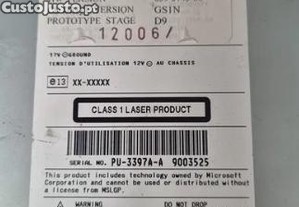 CustoJusto.pt
VERSION GS1N
PROTOTYPE STAGE D9
12006/
12V GROUND
TENSION D'UTILISATION 12V AU CHASSIS
e13 XX-XXXXX
CLASS 1 LASER PRODUCT
SERIAL NO. PU-3397A-A 9003525
This product includes technology owned by Microsoft
Corporation and cannot be used or distributed without
a license from MSLGP.
WARNING DO NOT DROP